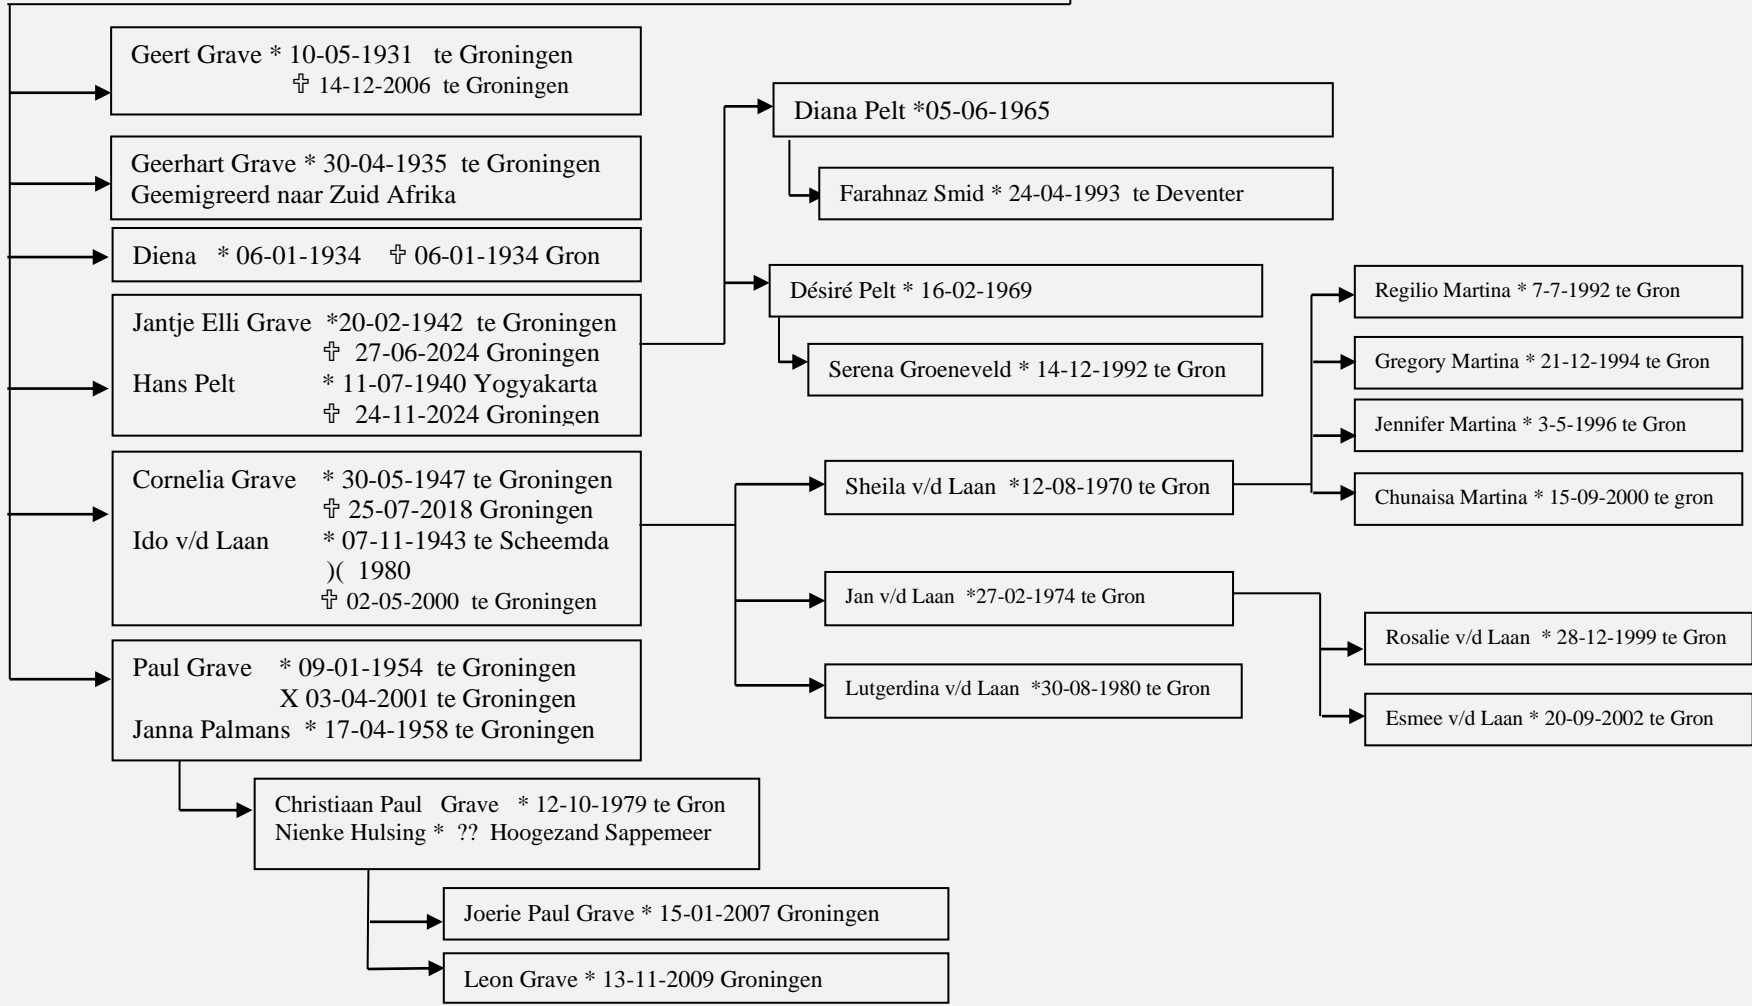 Geert Grave * 10-05-1931 te Groningen
✞ 14-12-2006 te Groningen
Geerhart Grave * 30-04-1935 te Groningen
Geemigreerd naar Zuid Afrika
Diena * 06-01-1934 ✞ 06-01-1934 Gron
Jantje Elli Grave *20-02-1942 te Groningen
✞ 27-06-2024 Groningen
Hans Pelt * 11-07-1940 Yogyakarta
✞ 24-11-2024 Groningen
Diana Pelt *05-06-1965
Farahnaz Smid * 24-04-1993 te Deventer
Désiré Pelt * 16-02-1969
Serena Groeneveld * 14-12-1992 te Gron
Cornelia Grave * 30-05-1947 te Groningen
✞ 25-07-2018 Groningen
Ido v/d Laan * 07-11-1943 te Scheemda
)( 1980
✞ 02-05-2000 te Groningen
Sheila v/d Laan *12-08-1970 te Gron
Regilio Martina * 7-7-1992 te Gron
Gregory Martina * 21-12-1994 te Gron
Jennifer Martina * 3-5-1996 te Gron
Chunaisa Martina * 15-09-2000 te gron
Jan v/d Laan *27-02-1974 te Gron
Rosalie v/d Laan * 28-12-1999 te Gron
Esmee v/d Laan * 20-09-2002 te Gron
Lutgerdina v/d Laan *30-08-1980 te Gron
Paul Grave * 09-01-1954 te Groningen
X 03-04-2001 te Groningen
Janna Palmans * 17-04-1958 te Groningen
Christiaan Paul Grave * 12-10-1979 te Gron
Nienke Hulsing * ?? Hoogezand Sappemeer
Joerie Paul Grave * 15-01-2007 Groningen
Leon Grave * 13-11-2009 Groningen